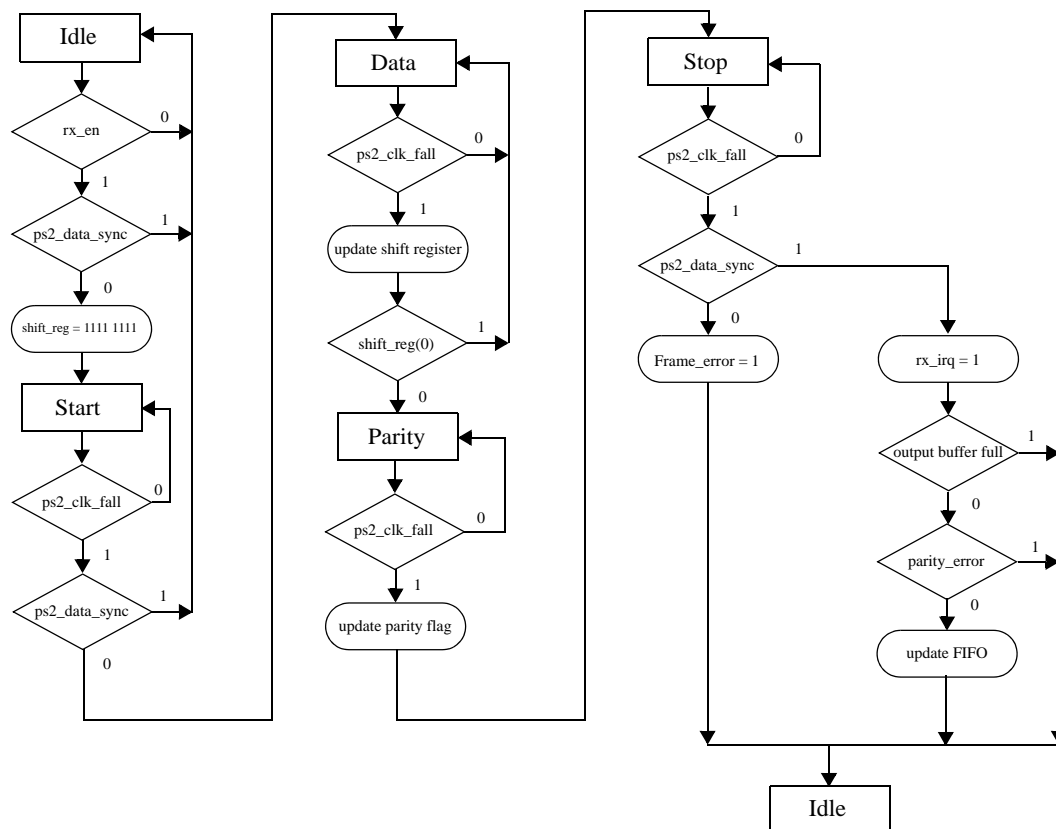 Idle
rx_en
0
1
ps2_data_sync
1
0
shift_reg = 1111 1111
Start
ps2_clk_fall
0
1
ps2_data_sync
1
0
Data
ps2_clk_fall
0
1
update shift register
shift_reg(0)
1
0
Parity
ps2_clk_fall
0
1
update parity flag
Stop
ps2_clk_fall
0
1
ps2_data_sync
1
0
Frame_error = 1
rx_irq = 1
output buffer full
1
0
parity_error
1
0
update FIFO
Idle